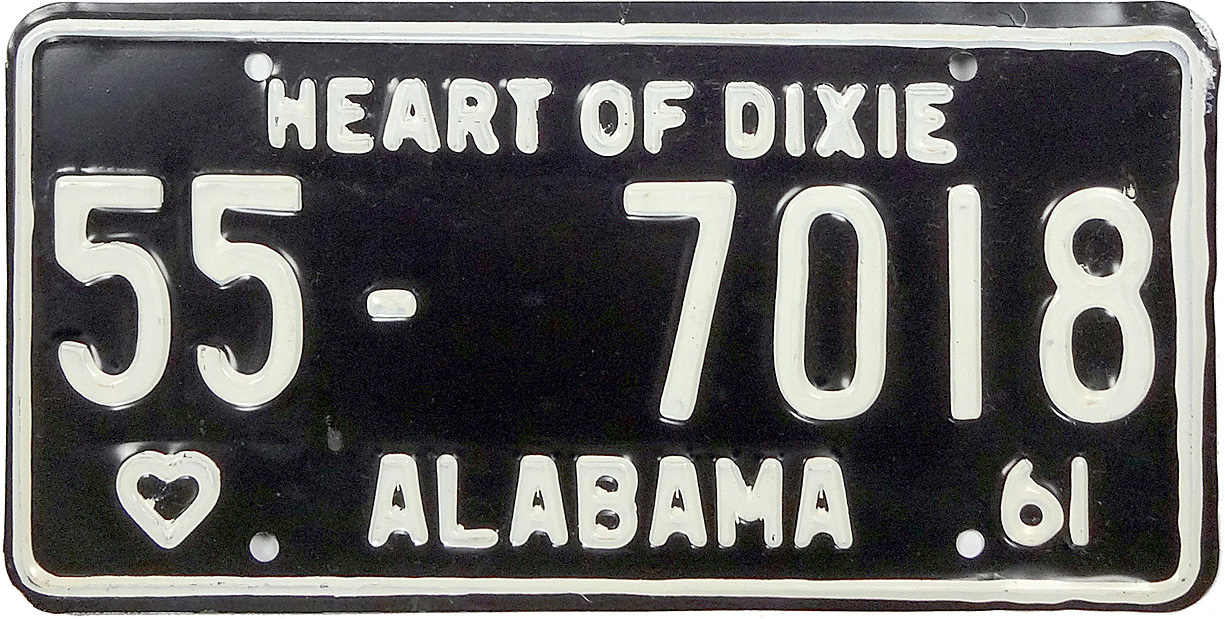 HEART OF DIXIE
55-7018
ALABAMA 61